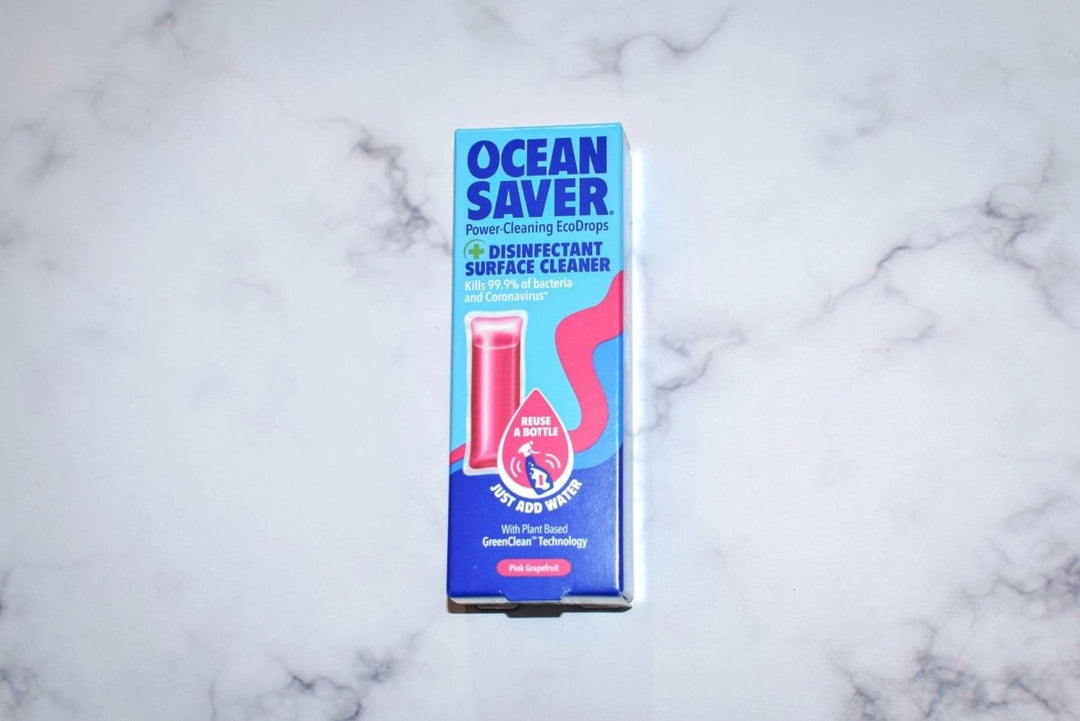 OCEAN
SAVER®
Power-Cleaning EcoDrops
DISINFECTANT
SURFACE CLEANER
Kills 99.9% of bacteria
and Coronavirus*
REUSE
A BOTTLE
JUST ADD WATER
With Plant Based
GreenClean™ Technology
Pink Grapefruit